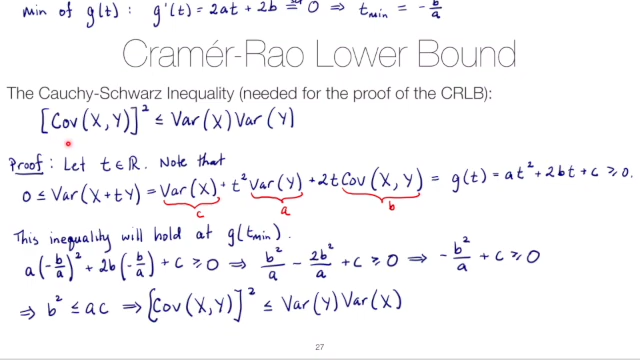 min of g(t): g'(t) = 2at + 2b set= 0 ⇒ t_min = -b/a
Cramér-Rao Lower Bound
The Cauchy-Schwarz Inequality (needed for the proof of the CRLB):
[Cov(X,Y)]² ≤ Var(X) Var(Y)
Proof: Let t ∈ ℝ. Note that
0 ≤ Var(X+tY) = Var(X) + t² Var(Y) + 2t Cov(X,Y) = g(t) = at² + 2bt + c ≥ 0.
c a b
This inequality will hold at g(t_min).
a(-b/a)² + 2b(-b/a) + c ≥ 0 ⇒ b²/a - 2b²/a + c ≥ 0 ⇒ -b²/a + c ≥ 0
⇒ b² ≤ ac ⇒ [Cov(X,Y)]² ≤ Var(Y) Var(X)
27